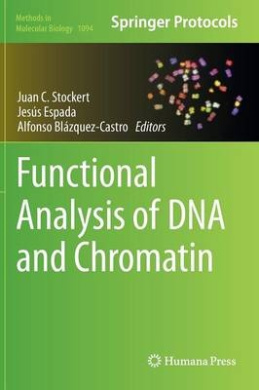 Methods in
Molecular Biology 1094
Springer Protocols
Juan C. Stockert
Jesús Espada
Alfonso Blázquez-Castro Editors
Functional
Analysis of DNA
and Chromatin
Humana Press